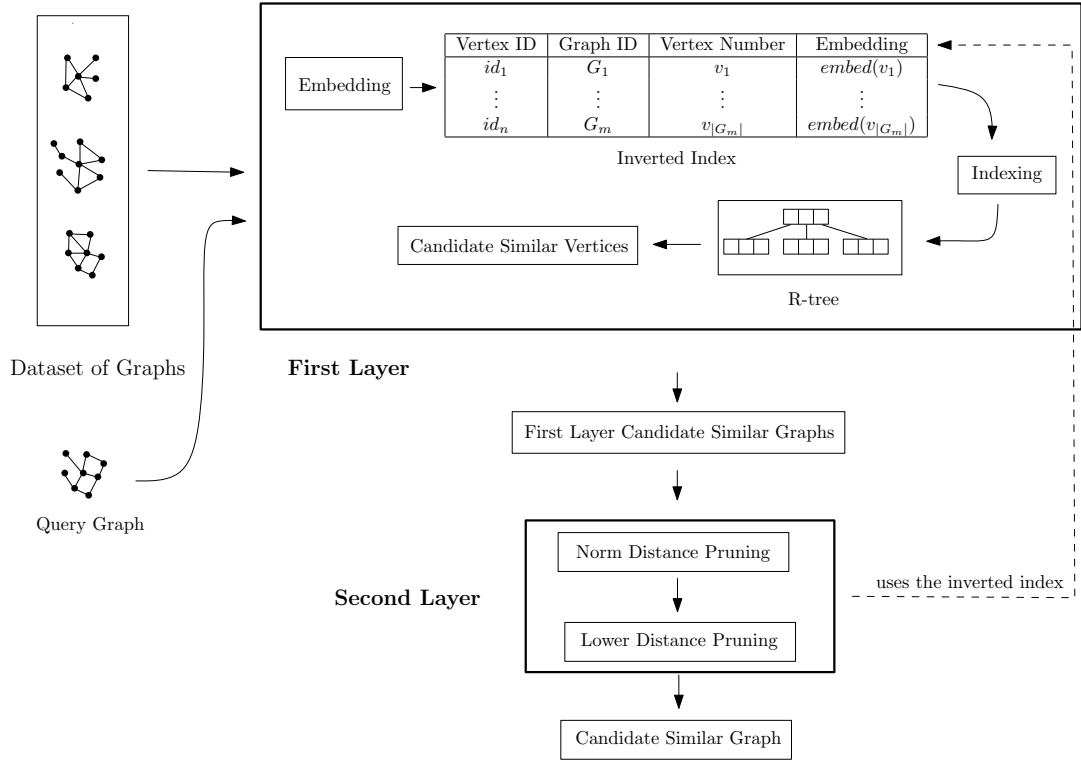 Vertex ID Graph ID Vertex Number Embedding
id₁ G₁ v₁ embed(v₁)
⋮ ⋮ ⋮ ⋮
idₙ Gₘ v_{|Gₘ|} embed(v_{|Gₘ|})
Embedding
Inverted Index
Indexing
Candidate Similar Vertices
R-tree
Dataset of Graphs
First Layer
First Layer Candidate Similar Graphs
Query Graph
Norm Distance Pruning
uses the inverted index
Second Layer
Lower Distance Pruning
Candidate Similar Graph